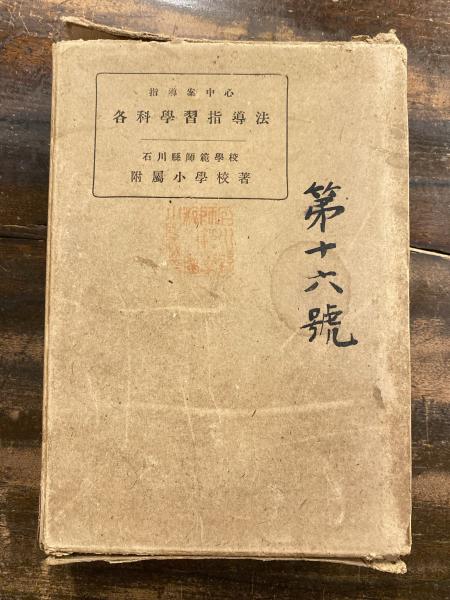 指導案中心
各科學習指導法
石川縣師範學校
附屬小學校著
第十六號